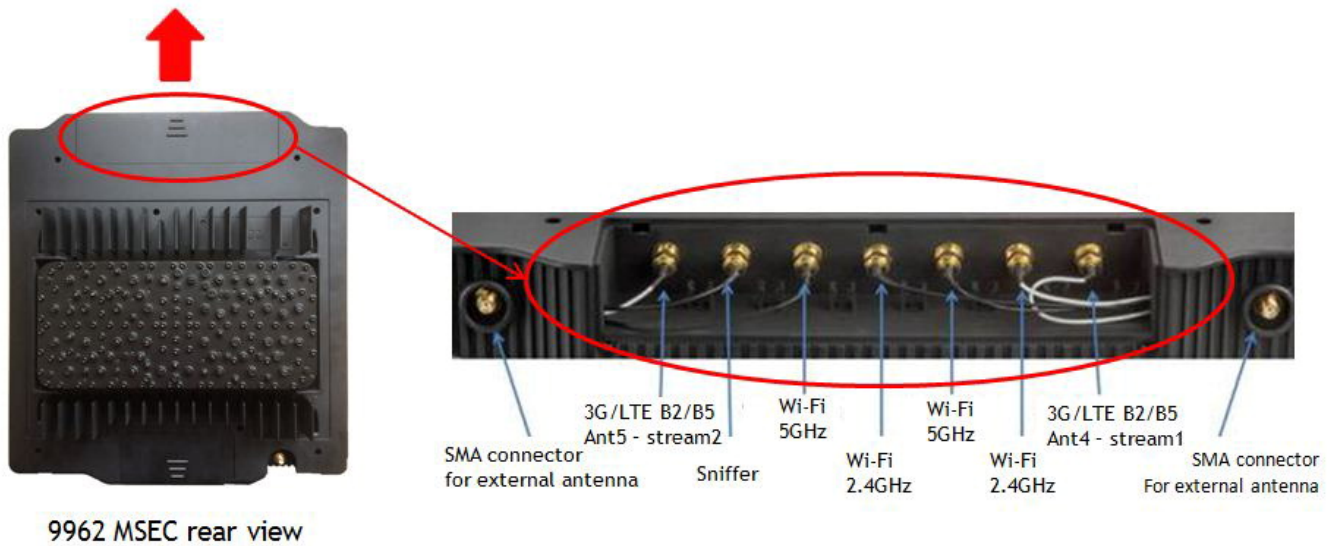 3G/LTE B2/B5
Ant5 - stream2
Wi-Fi
5GHz
Wi-Fi
5GHz
3G/LTE B2/B5
Ant4 - stream1
SMA connector
for external antenna
Sniffer
Wi-Fi
2.4GHz
Wi-Fi
2.4GHz
SMA connector
For external antenna
9962 MSEC rear view